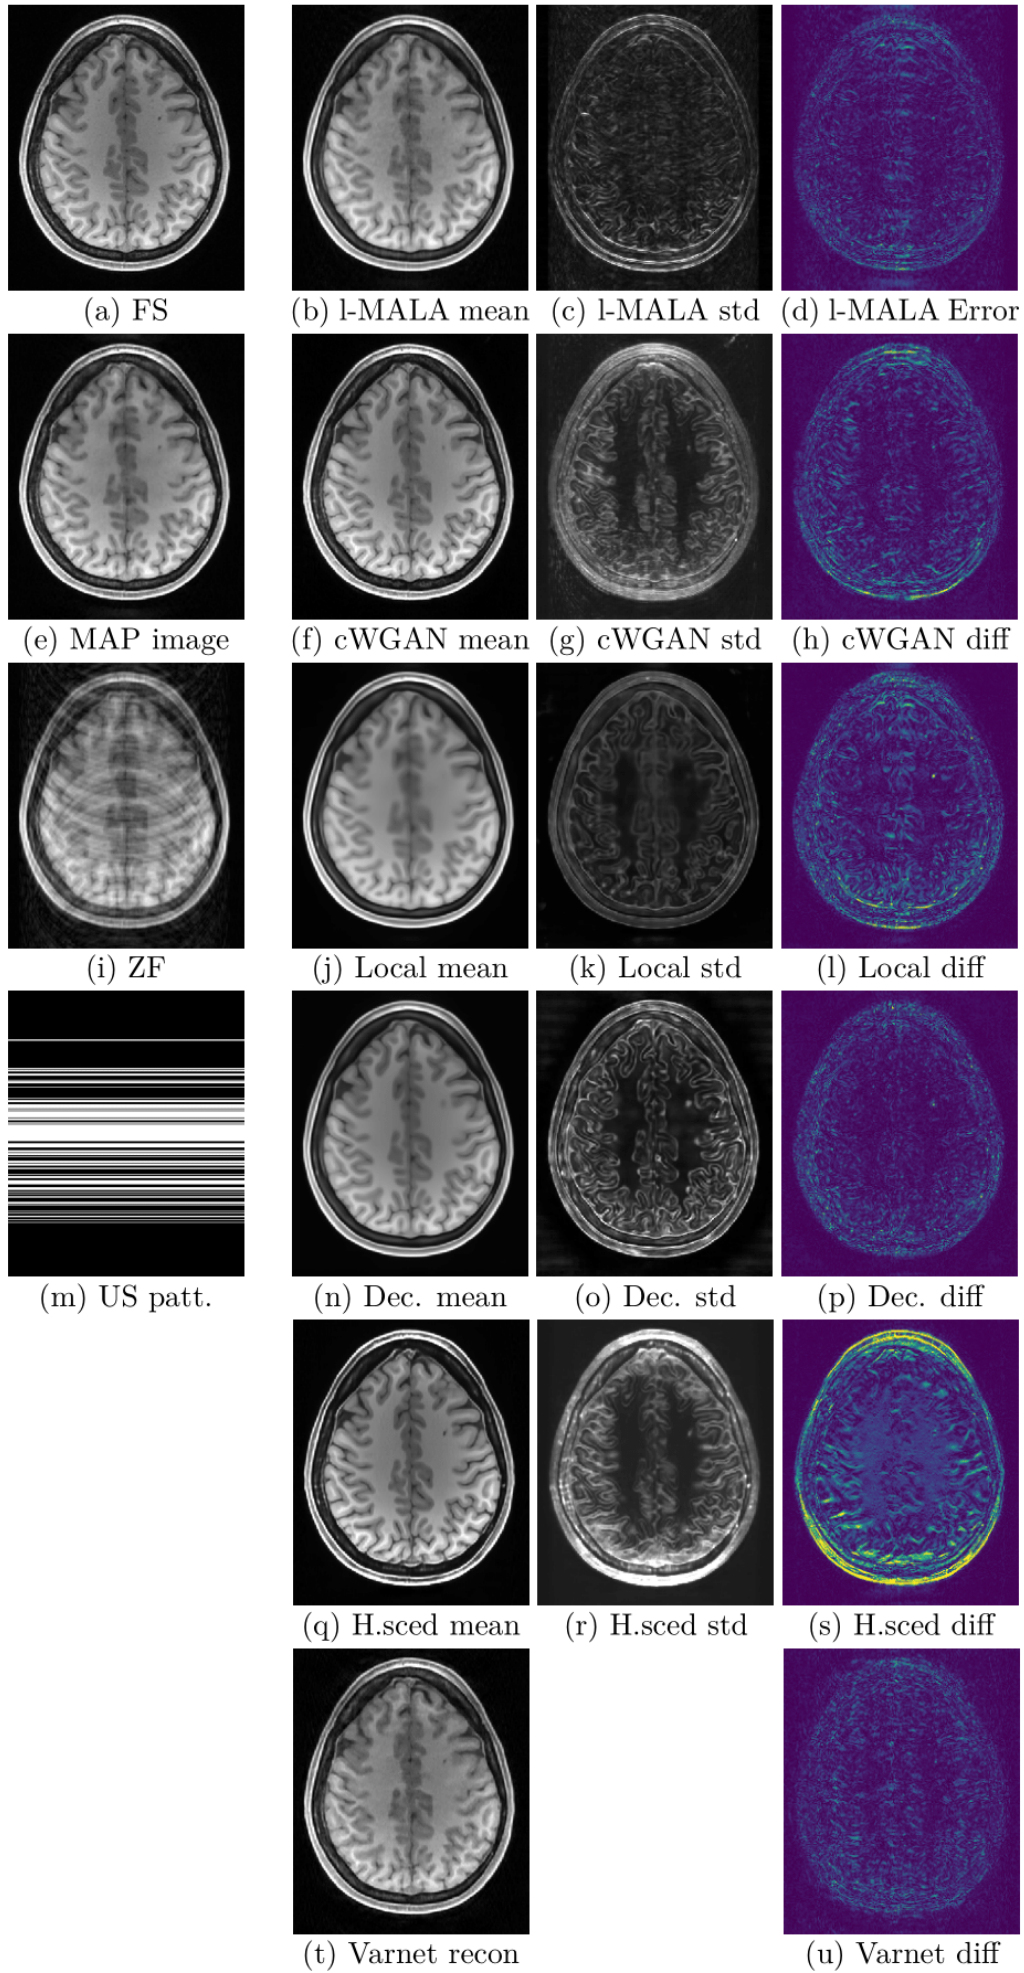 (a) FS
(b) l-MALA mean
(c) l-MALA std
(d) l-MALA Error
(e) MAP image
(f) cWGAN mean
(g) cWGAN std
(h) cWGAN diff
(i) ZF
(j) Local mean
(k) Local std
(l) Local diff
(m) US patt.
(n) Dec. mean
(o) Dec. std
(p) Dec. diff
(q) H.sced mean
(r) H.sced std
(s) H.sced diff
(t) Varnet recon
(u) Varnet diff